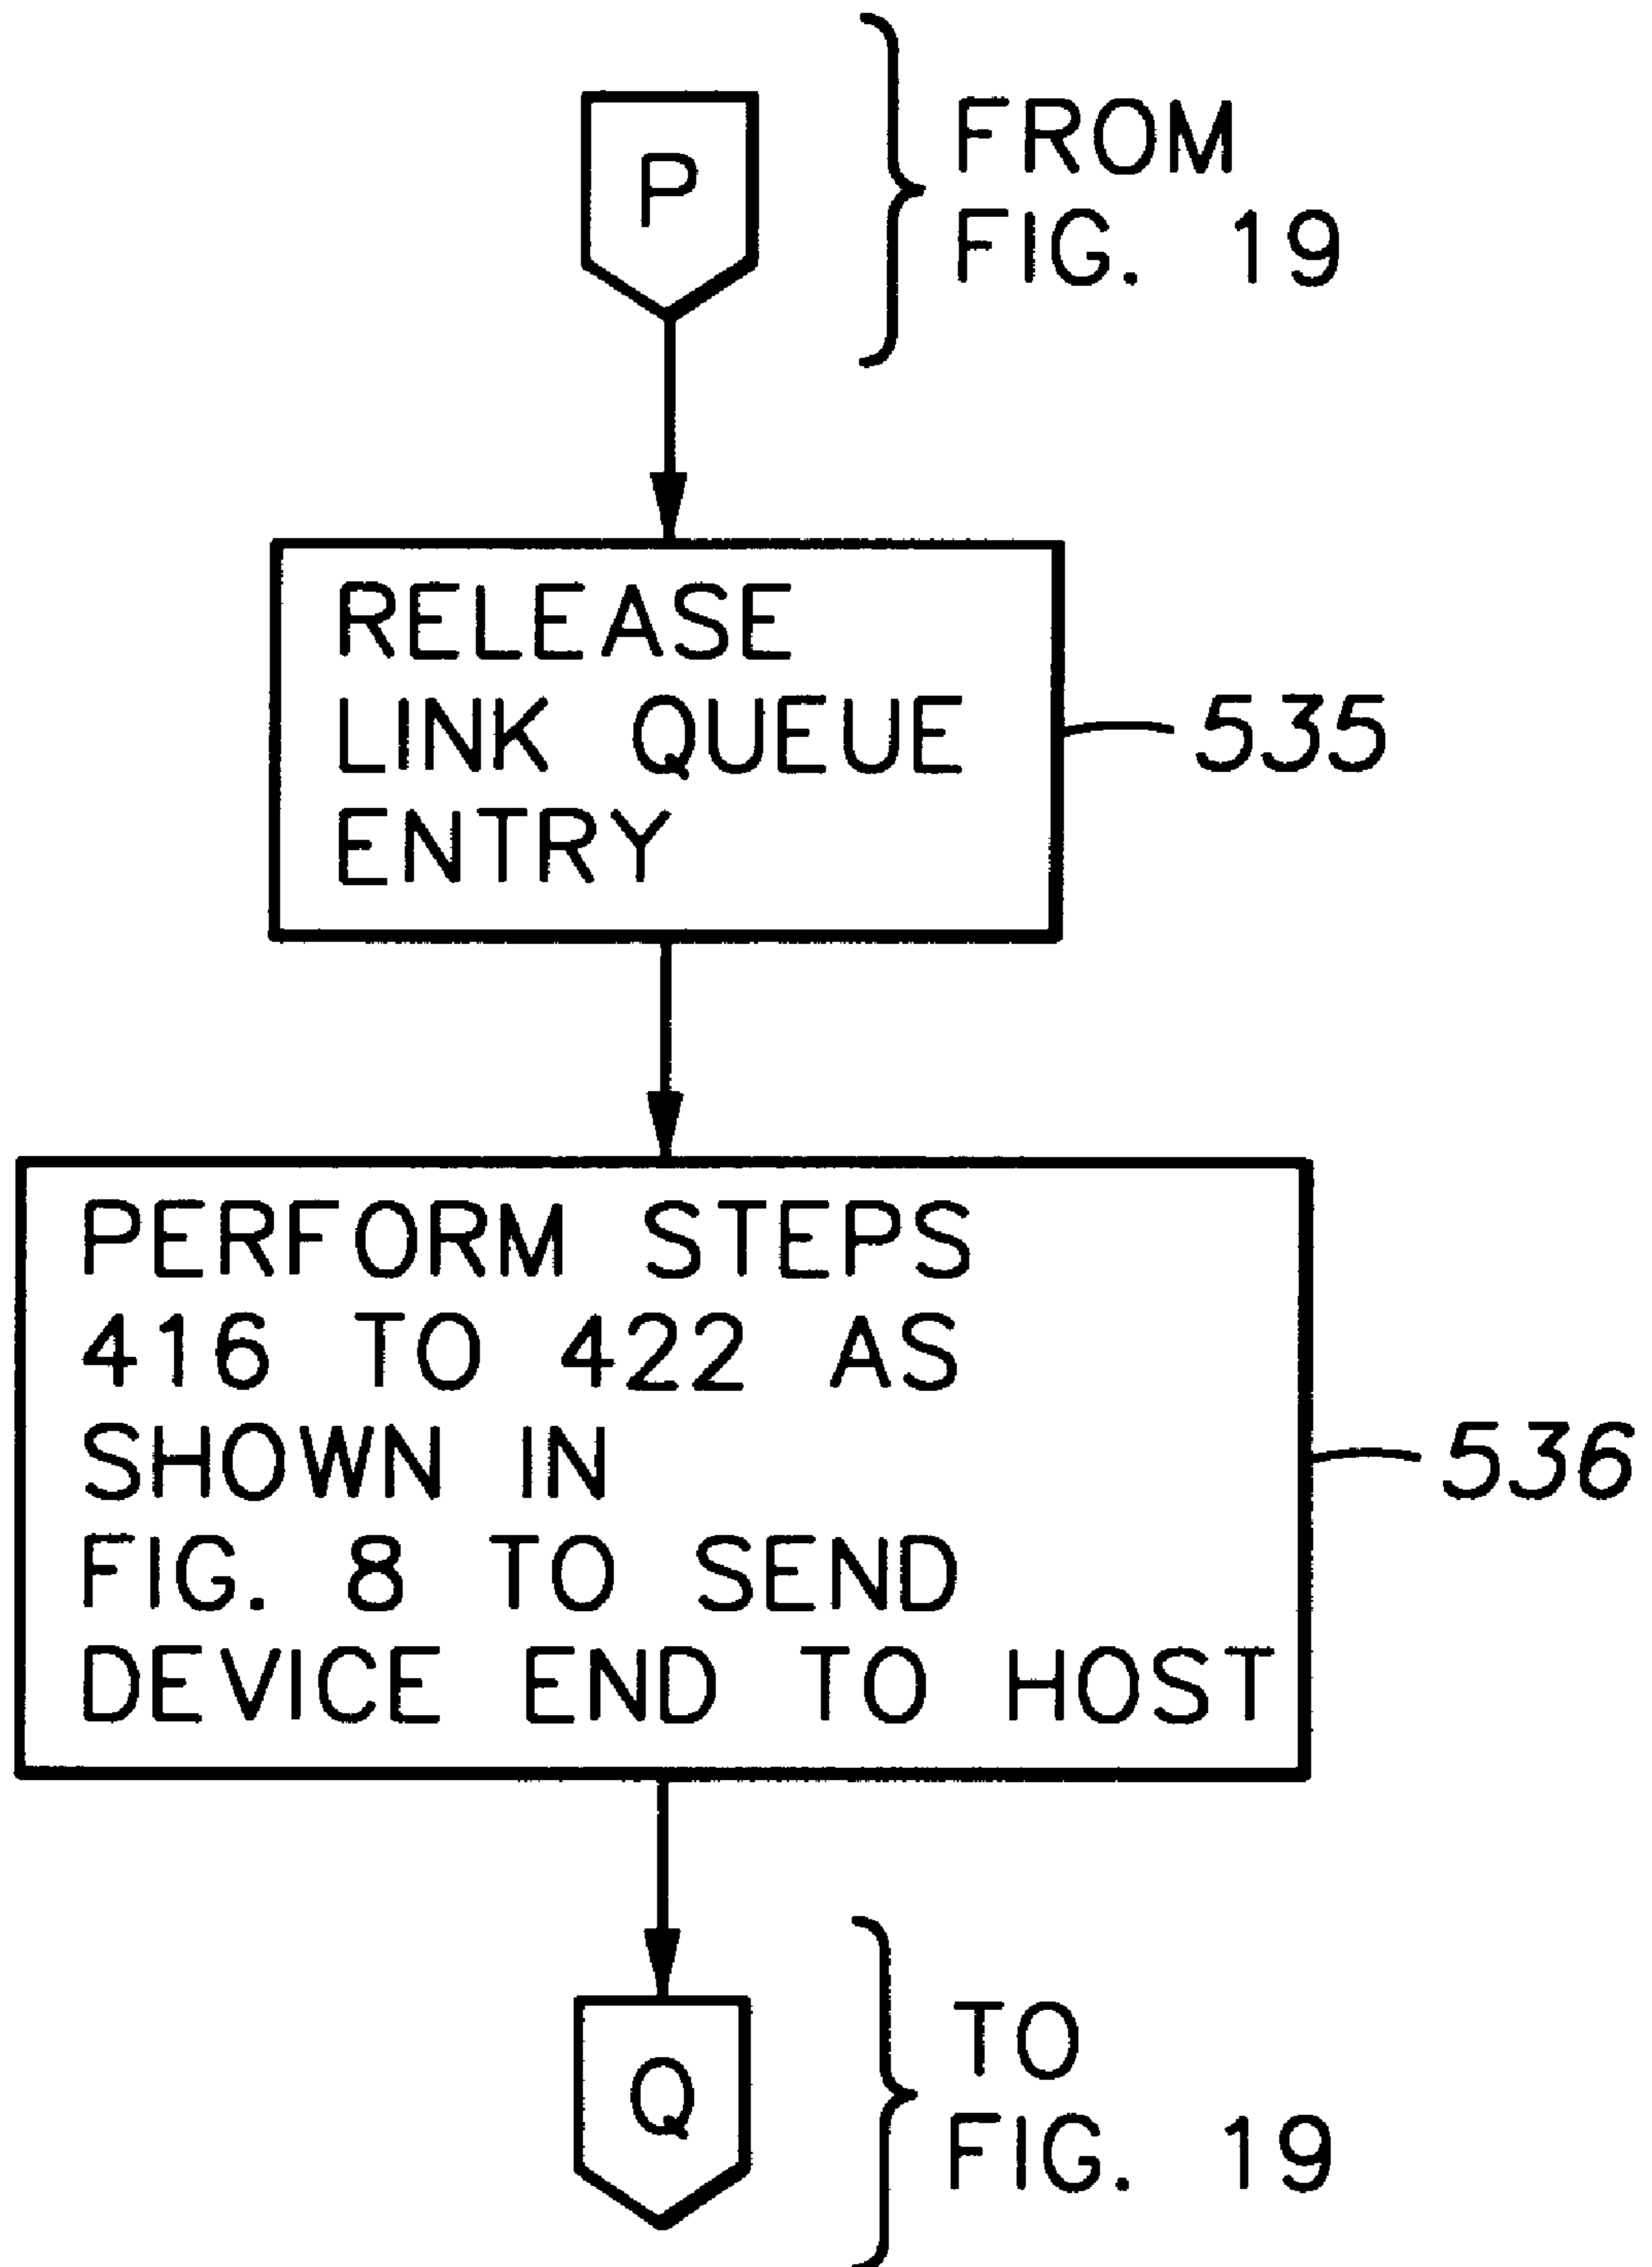 P
FROM
FIG. 19
RELEASE
LINK QUEUE
ENTRY
535
PERFORM STEPS
416 TO 422 AS
SHOWN IN
FIG. 8 TO SEND
DEVICE END TO HOST
536
Q
TO
FIG. 19